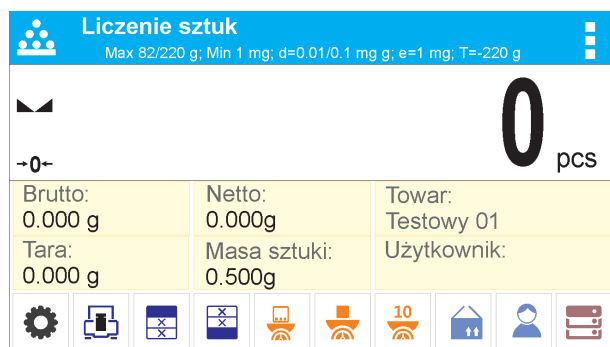 Liczenie sztuk
Max 82/220 g; Min 1 mg; d=0.01/0.1 mg g; e=1 mg; T=-220 g
0 pcs
→0←
Brutto:
0.000 g
Netto:
0.000g
Towar:
Testowy 01
Tara:
0.000 g
Masa sztuki:
0.500g
Użytkownik:
10